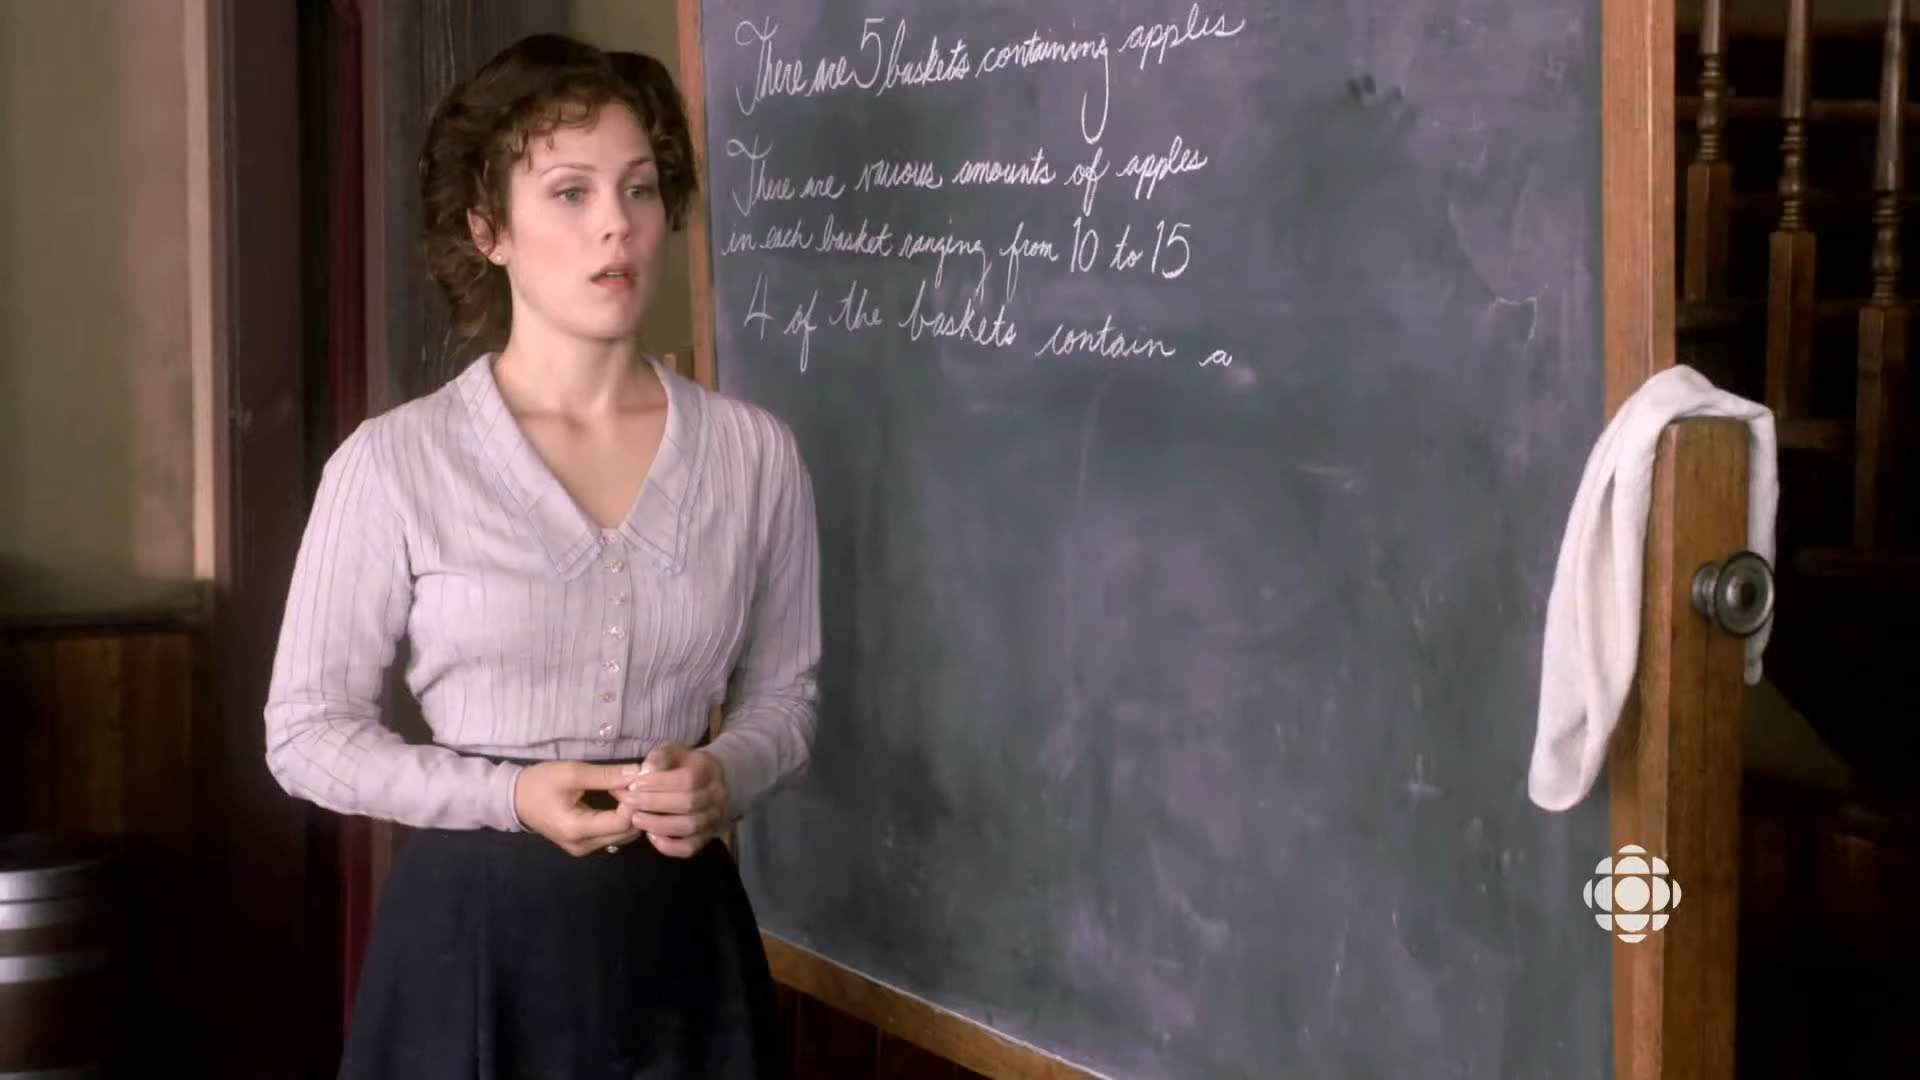 There are 5 baskets containing apples
There are various amounts of apples
in each basket ranging from 10 to 15
4 of the baskets contain a